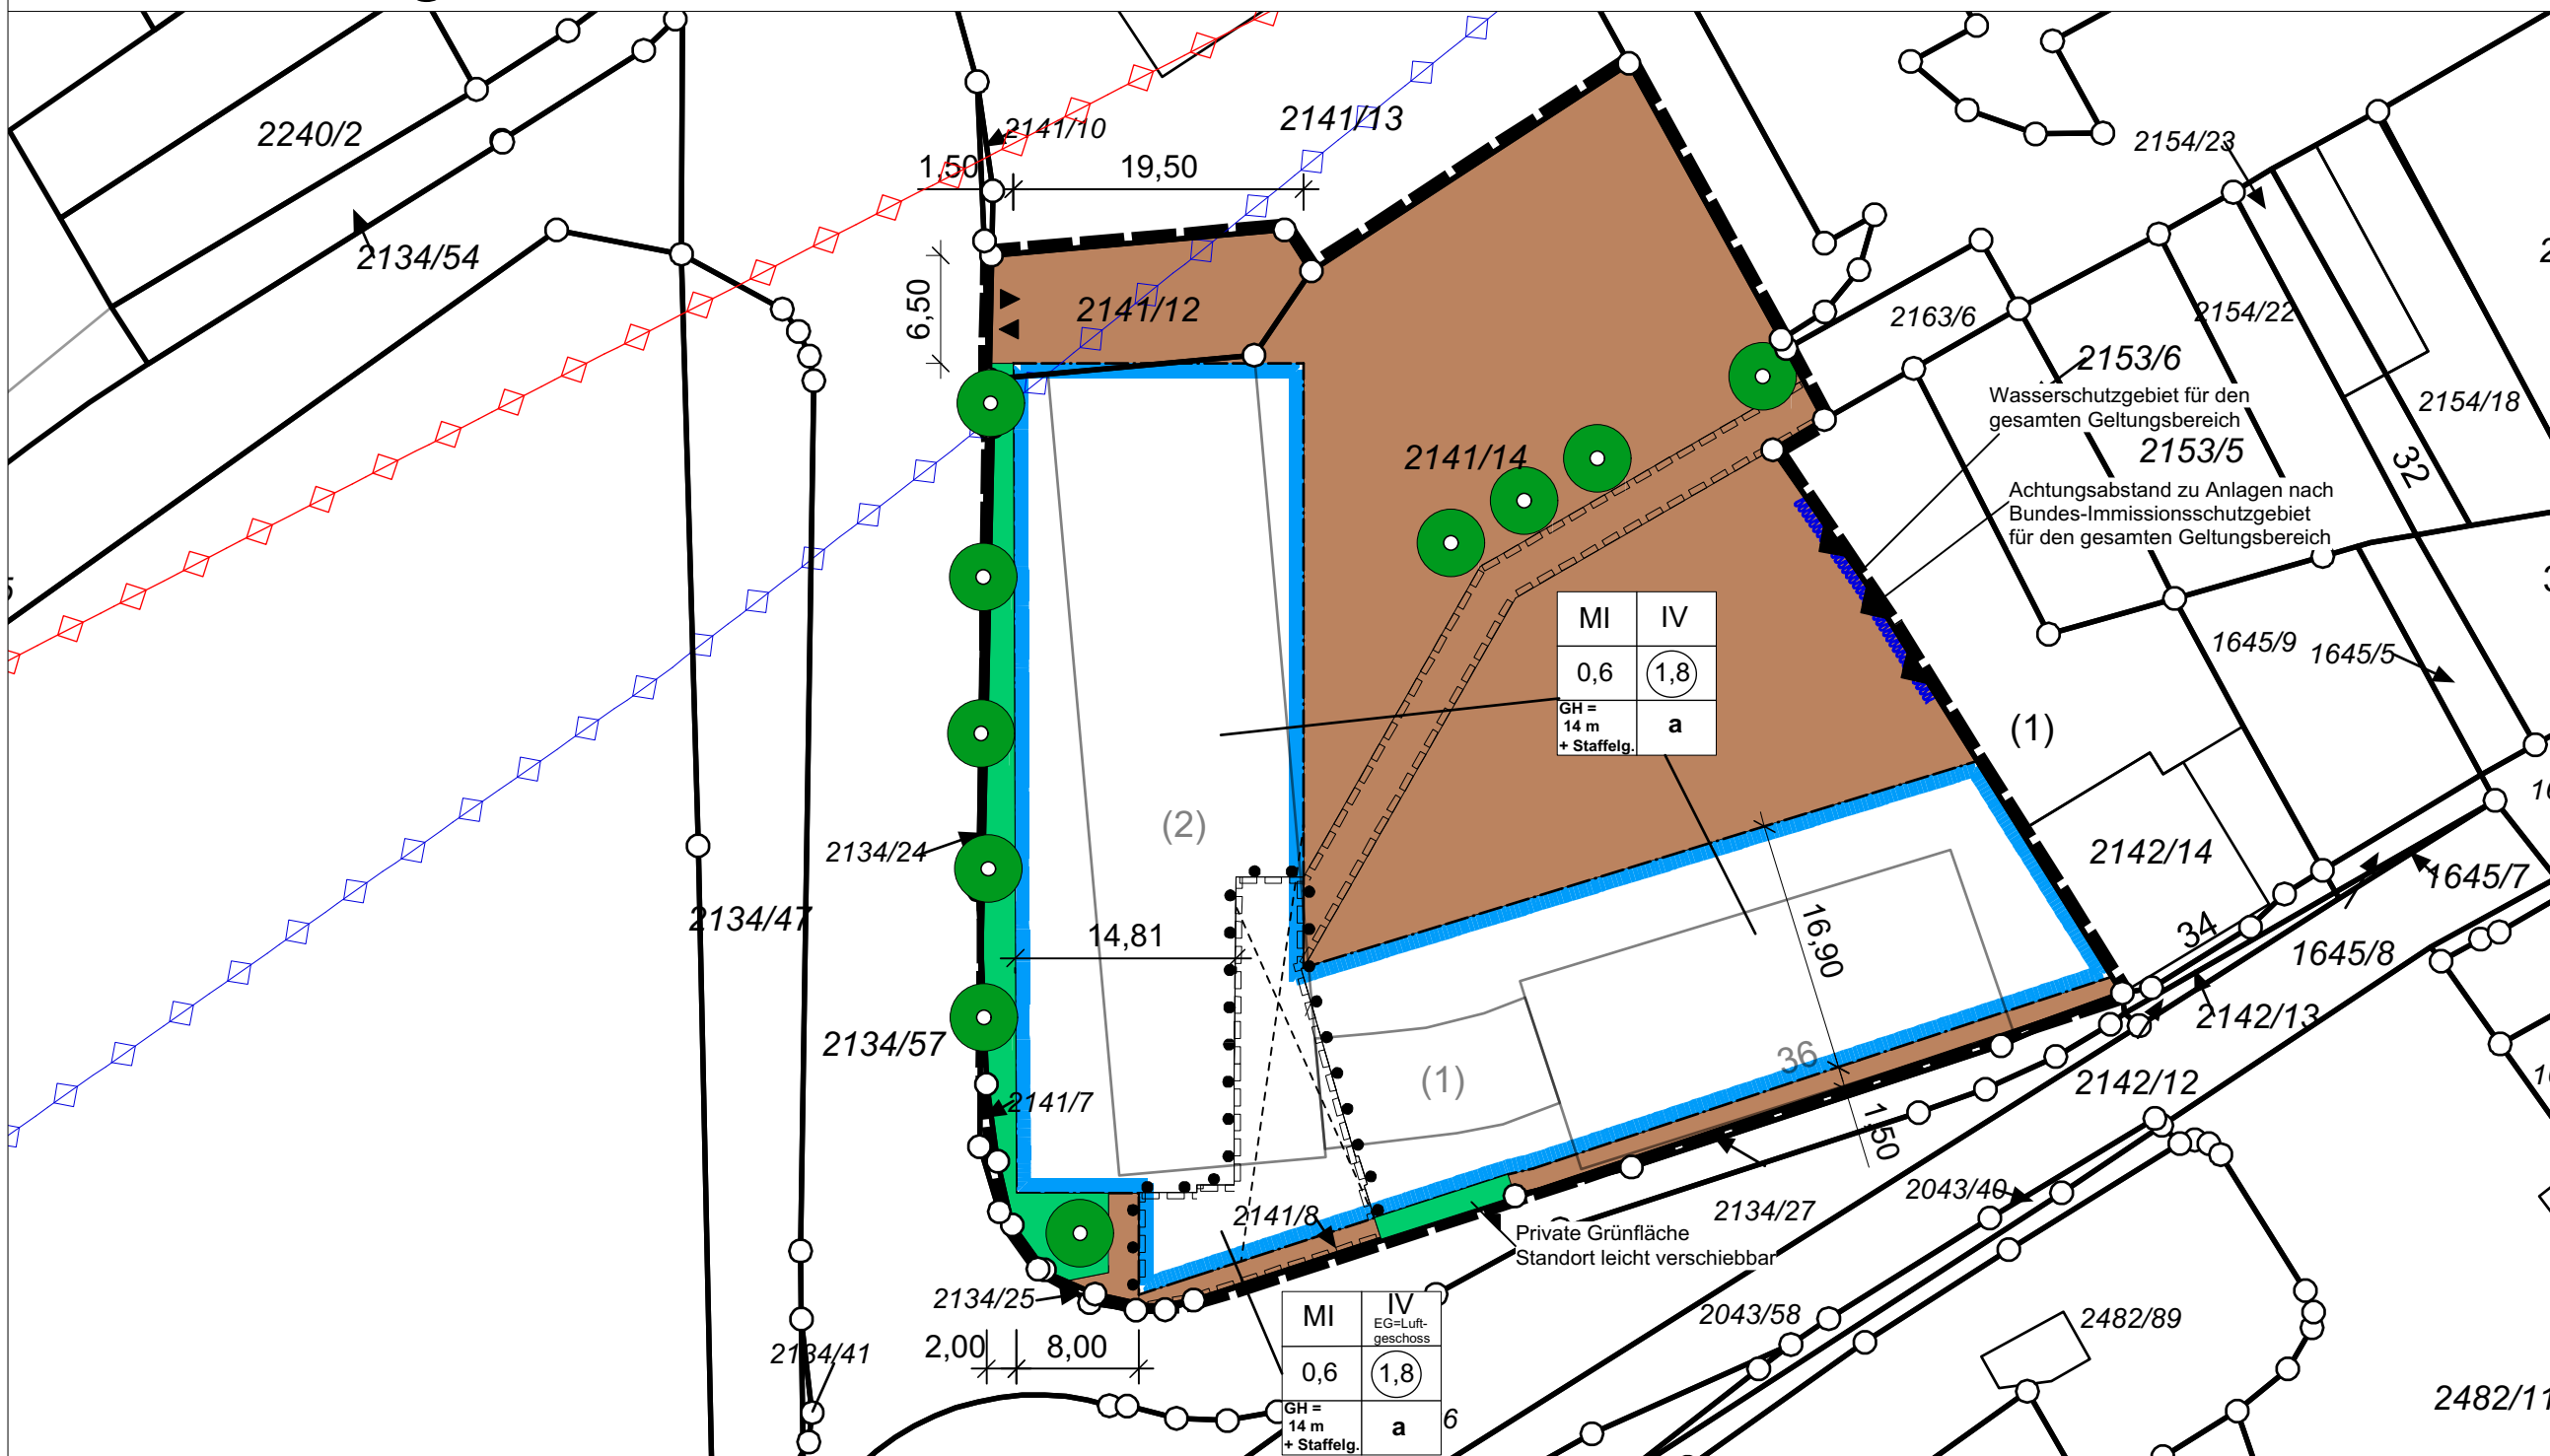 2240/2
2134/54
2141/10
2141/13
1,50
19,50
6,50
2141/12
2154/23
2163/6
2154/22
2153/6
Wasserschutzgebiet für den
gesamten Geltungsbereich
2154/18
2153/5
32
Achtungsabstand zu Anlagen nach
Bundes-Immissionsschutzgebiet
für den gesamten Geltungsbereich
2141/14
MI
IV
0,6
1,8
GH =
14 m
+ Staffelg.
a
1645/9
1645/5
(1)
(2)
2134/24
2142/14
1645/7
2134/47
14,81
16,90
34
1645/8
2134/57
2142/13
36
(1)
2142/12
2141/7
1,50
2043/40
2141/8
2134/27
Private Grünfläche
Standort leicht verschiebbar
2134/25
2043/58
2482/89
2,00
8,00
2134/41
MI
IV
EG=Luft-
geschoss
0,6
1,8
GH =
14 m
+ Staffelg.
a
6
2482/11